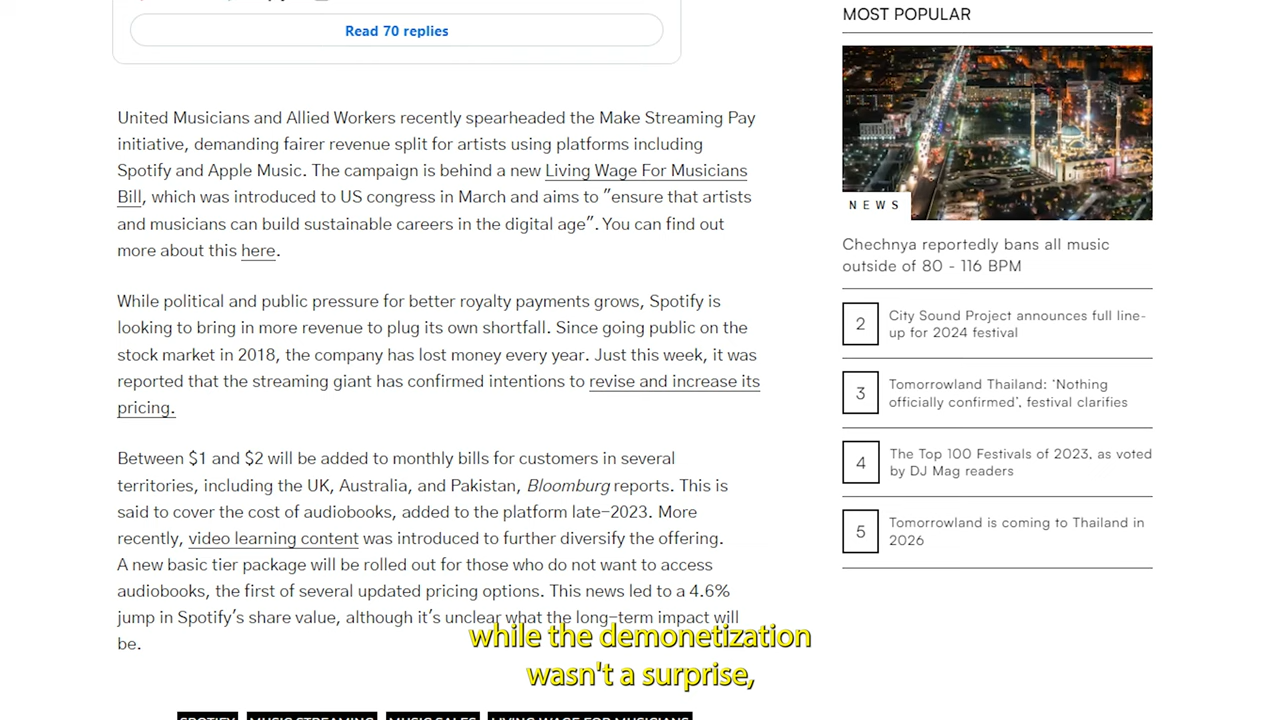 Read 70 replies
United Musicians and Allied Workers recently spearheaded the Make Streaming Pay
initiative, demanding fairer revenue split for artists using platforms including
Spotify and Apple Music. The campaign is behind a new Living Wage For Musicians
Bill, which was introduced to US congress in March and aims to "ensure that artists
and musicians can build sustainable careers in the digital age". You can find out
more about this here.
While political and public pressure for better royalty payments grows, Spotify is
looking to bring in more revenue to plug its own shortfall. Since going public on the
stock market in 2018, the company has lost money every year. Just this week, it was
reported that the streaming giant has confirmed intentions to revise and increase its
pricing.
Between $1 and $2 will be added to monthly bills for customers in several
territories, including the UK, Australia, and Pakistan, Bloomburg reports. This is
said to cover the cost of audiobooks, added to the platform late-2023. More
recently, video learning content was introduced to further diversify the offering.
A new basic tier package will be rolled out for those who do not want to access
audiobooks, the first of several updated pricing options. This news led to a 4.6%
jump in Spotify's share value, although it's unclear what the long-term impact will
be.
SPOTIFY MUSIC STREAMING MUSIC SALES LIVING WAGE FOR MUSICIANS
MOST POPULAR
NEWS
Chechnya reportedly bans all music
outside of 80 - 116 BPM
2
City Sound Project announces full line-
up for 2024 festival
3
Tomorrowland Thailand: 'Nothing
officially confirmed', festival clarifies
4
The Top 100 Festivals of 2023, as voted
by DJ Mag readers
5
Tomorrowland is coming to Thailand in
2026
while the demonetization
wasn't a surprise,